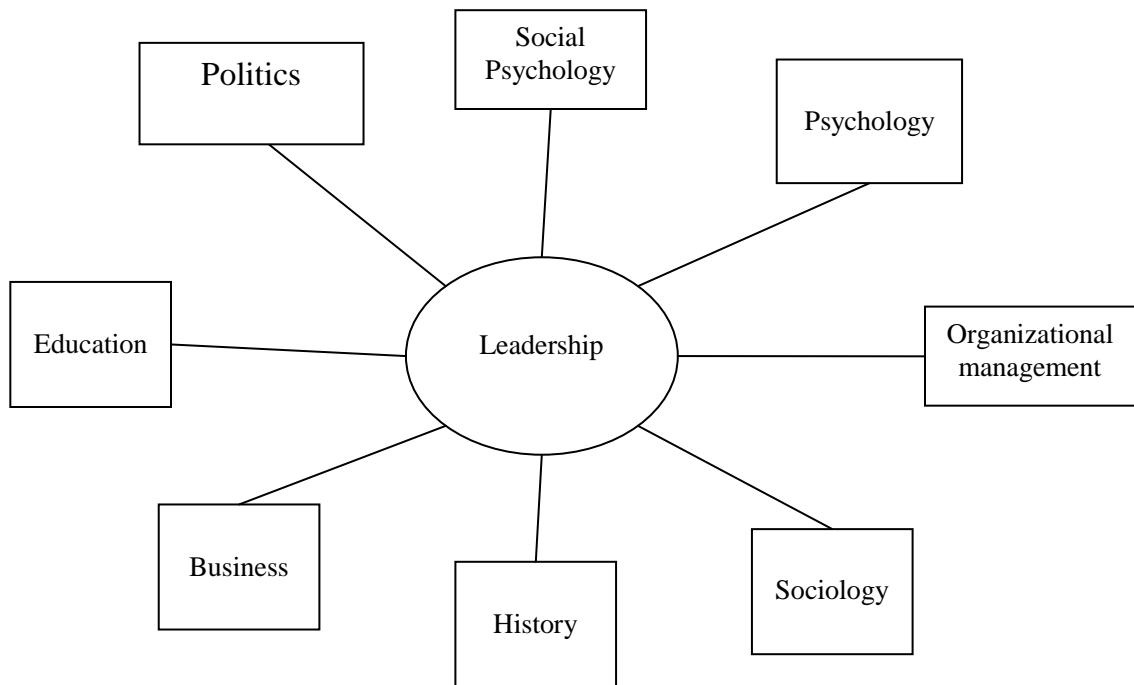 Social
Psychology
Politics
Psychology
Education
Leadership
Organizational
management
Business
History
Sociology